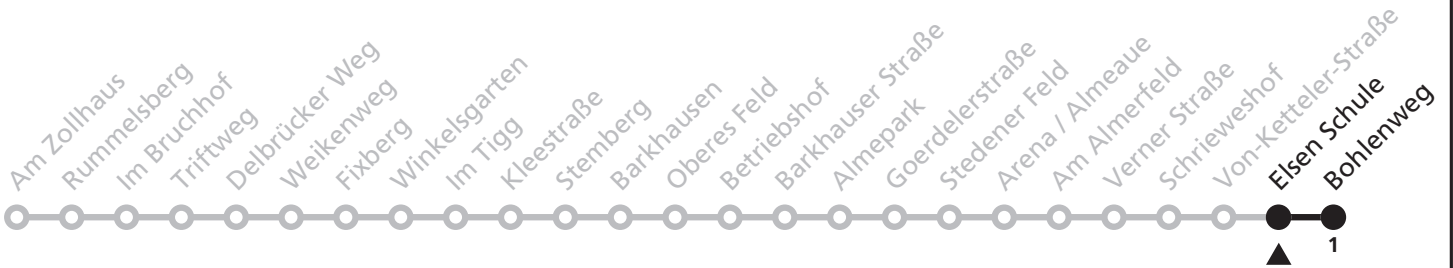 Am Zollhaus
Rummelsberg
Im Bruchhof
Triftweg
Delbrücker Weg
Weikenweg
Fixberg
Winkelsgarten
Im Tigg
Kleestraße
Stemberg
Barkhausen
Oberes Feld
Betriebshof
Barkhauser Straße
Almepark
Goerdelerstraße
Stedener Feld
Arena / Almeaue
Am Almerfeld
Verner Straße
Schrieweshof
Von-Ketteler-Straße
Elsen Schule
Bohlenweg
1